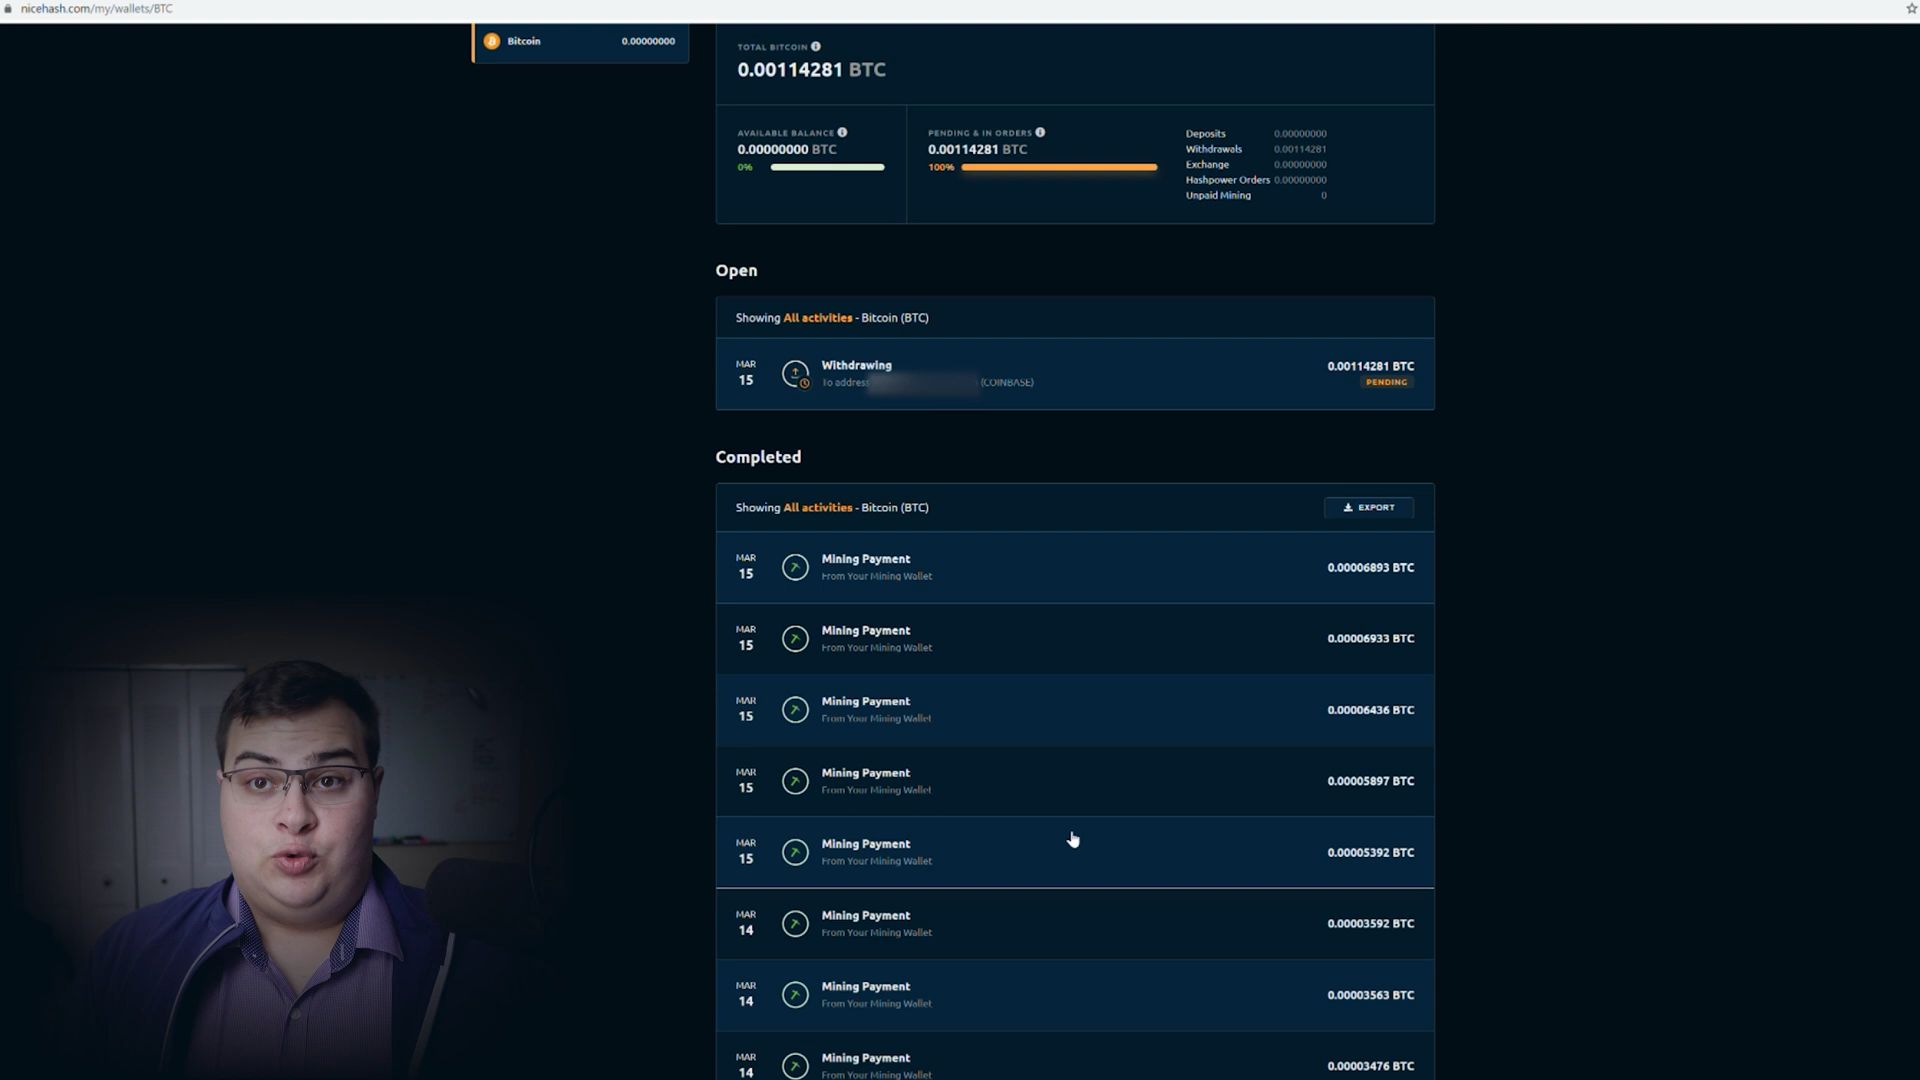 nicehash.com/my/wallets/BTC
Bitcoin 0.00000000
TOTAL BITCOIN
0.00114281 BTC
AVAILABLE BALANCE
0.00000000 BTC
0%
PENDING & IN ORDERS
0.00114281 BTC
100%
Deposits 0.00000000
Withdrawals 0.00114281
Exchange 0.00000000
Hashpower Orders 0.00000000
Unpaid Mining 0
Open
Showing All activities - Bitcoin (BTC)
MAR
15
Withdrawing
To address (COINBASE)
0.00114281 BTC
PENDING
Completed
Showing All activities - Bitcoin (BTC)
EXPORT
MAR
15
Mining Payment
From Your Mining Wallet
0.00006893 BTC
MAR
15
Mining Payment
From Your Mining Wallet
0.00006933 BTC
MAR
15
Mining Payment
From Your Mining Wallet
0.00006436 BTC
MAR
15
Mining Payment
From Your Mining Wallet
0.00005897 BTC
MAR
15
Mining Payment
From Your Mining Wallet
0.00005392 BTC
MAR
14
Mining Payment
From Your Mining Wallet
0.00003592 BTC
MAR
14
Mining Payment
From Your Mining Wallet
0.00003563 BTC
MAR
14
Mining Payment
From Your Mining Wallet
0.00003476 BTC